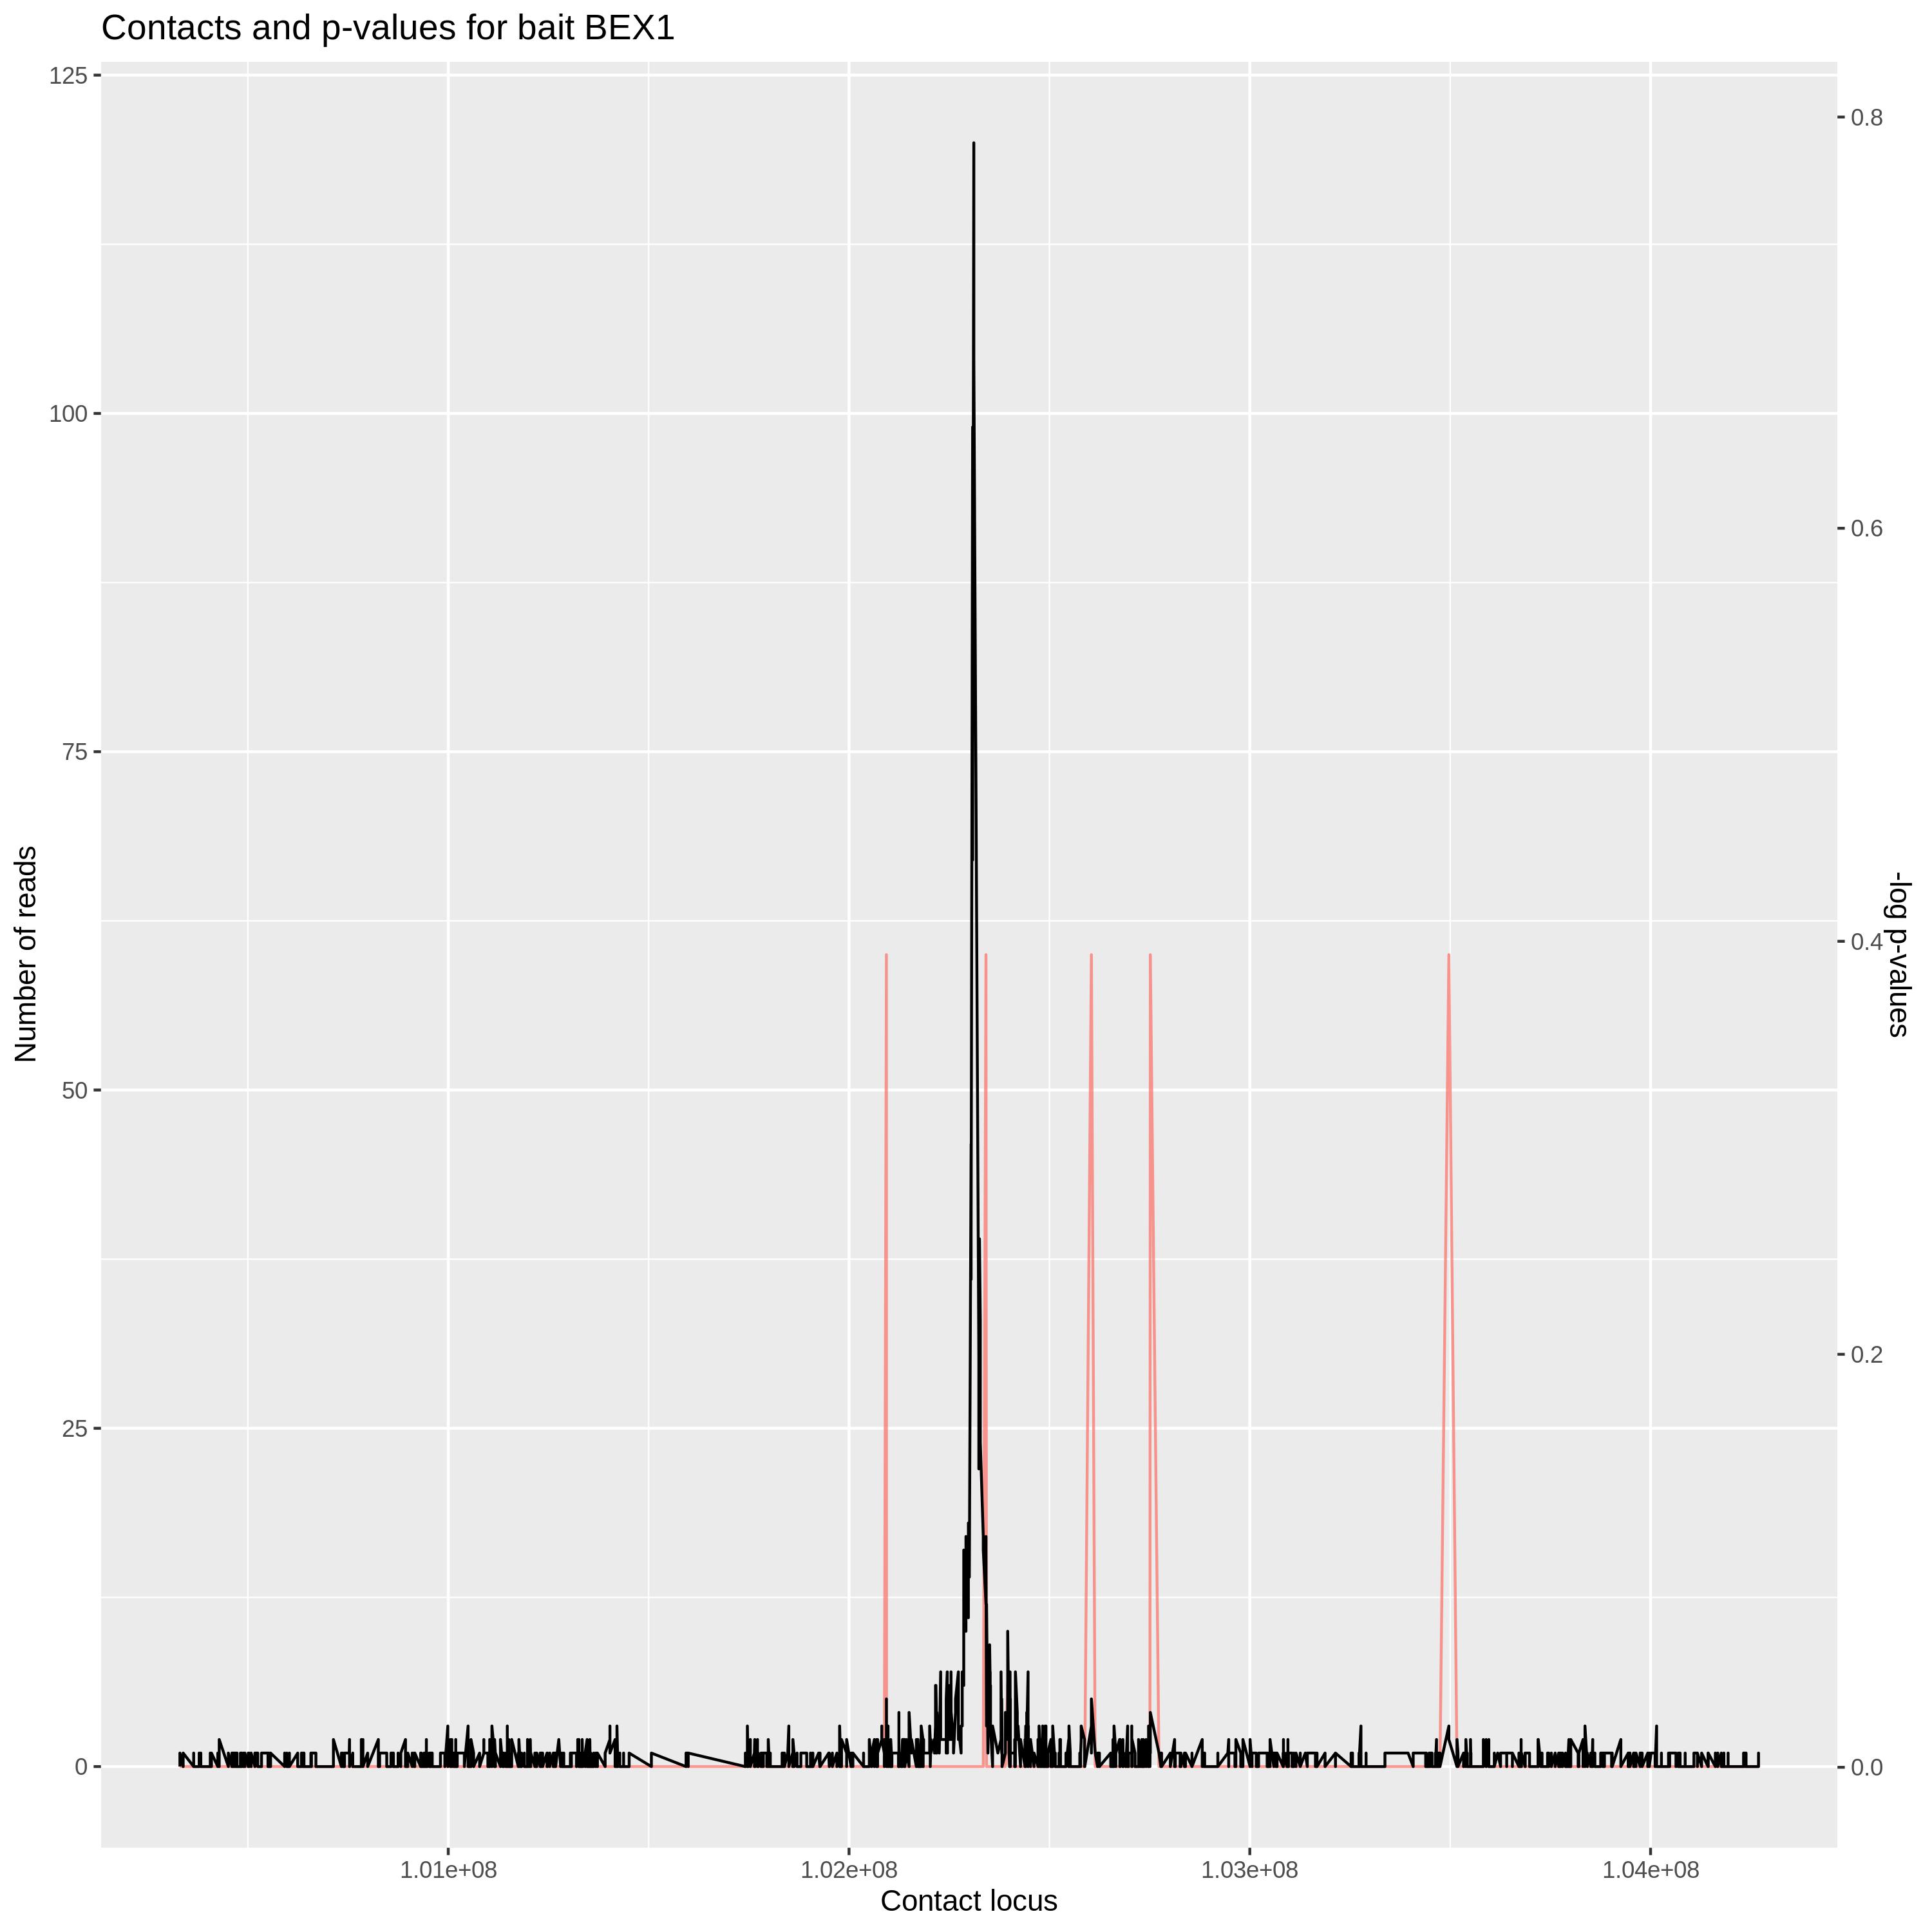 Contacts and p-values for bait BEX1
125
100
75
50
25
0
Number of reads
0.8
0.6
0.4
0.2
0.0
-log p-values
1.01e+08 1.02e+08 1.03e+08 1.04e+08
Contact locus